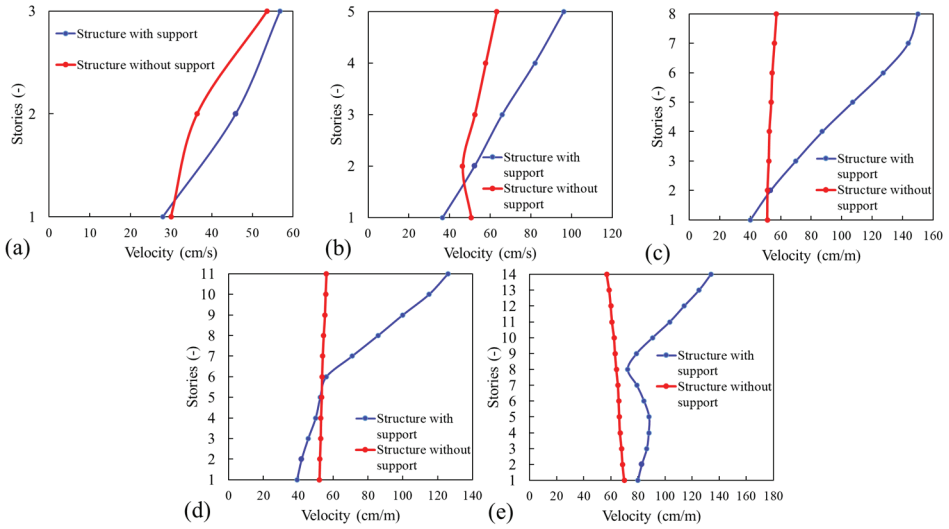 3
2
1
0 10 20 30 40 50 60
Stories (-)
Velocity (cm/s)
Structure with support
Structure without support
(a)
5
4
3
2
1
0 20 40 60 80 100 120
Stories (-)
Velocity (cm/s)
Structure with
support
Structure without
support
(b)
8
7
6
5
4
3
2
1
0 20 40 60 80 100 120 140 160
Stories (-)
Velocity (cm/m)
Structure with
support
Structure without
support
(c)
11
10
9
8
7
6
5
4
3
2
1
0 20 40 60 80 100 120 140
Stories (-)
Velocity (cm/m)
Structure with
support
Structure without
support
(d)
14
13
12
11
10
9
8
7
6
5
4
3
2
1
0 20 40 60 80 100 120 140 160 180
Stories (-)
Velocity (cm/m)
Structure with
support
Structure without
support
(e)